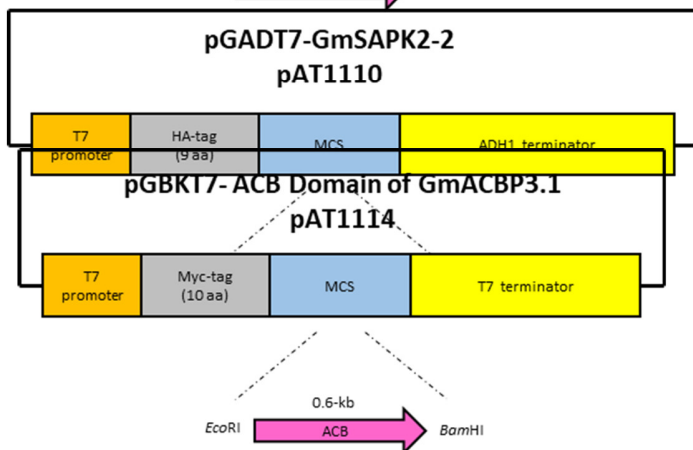 pGADT7-GmSAPK2-2
pAT1110
T7 promoter
HA-tag (9 aa)
MCS
ADH1 terminator
pGBKT7- ACB Domain of GmACBP3.1
pAT1114
T7 promoter
Myc-tag (10 aa)
MCS
T7 terminator
0.6-kb
EcoRI
ACB
BamHI